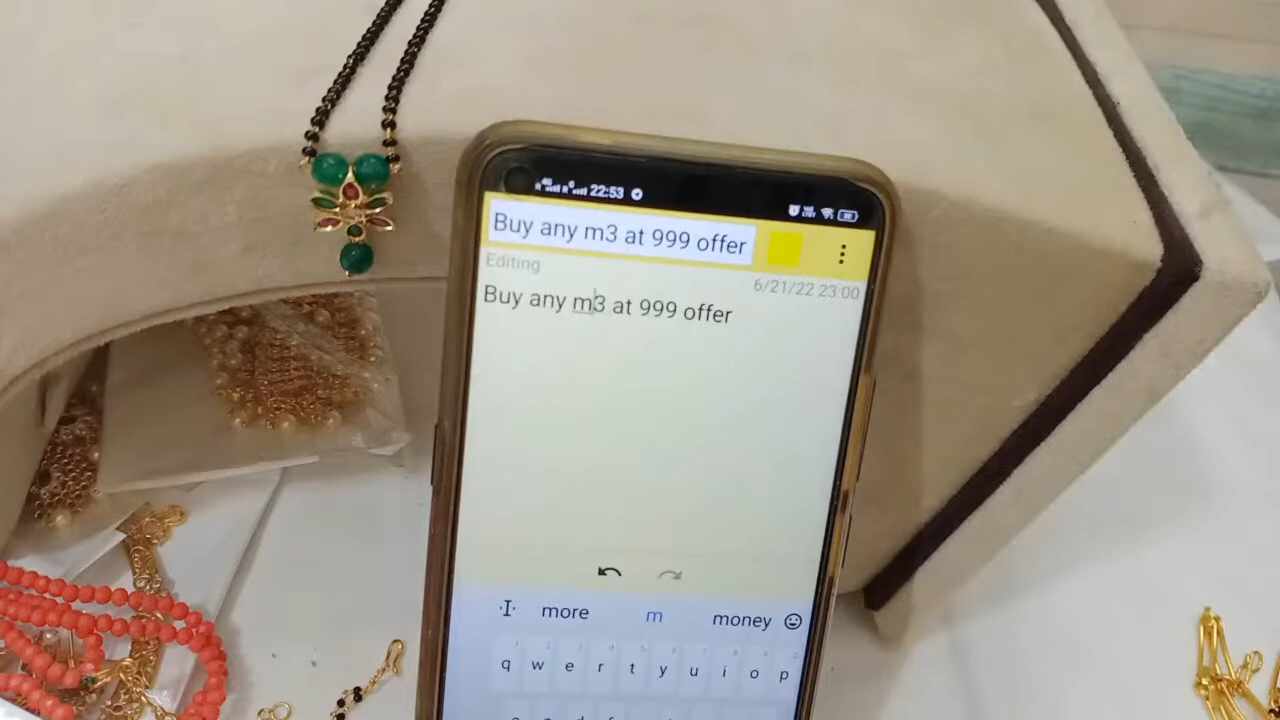 22:53
Buy any m3 at 999 offer
Editing
6/21/22 23:00
Buy any m3 at 999 offer
more m money
q w e r t y u i o p